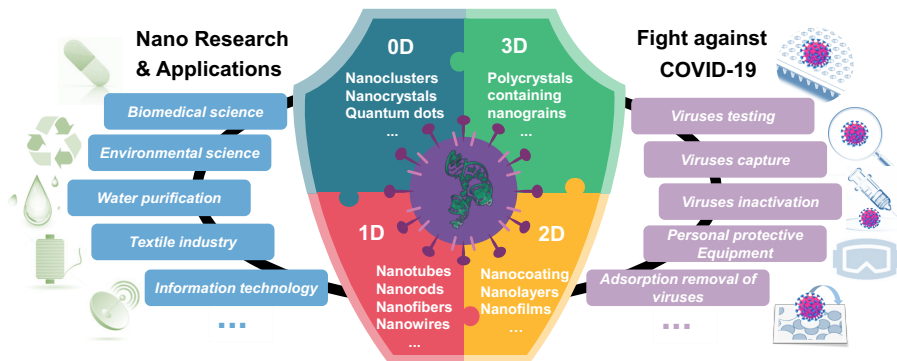 Nano Research
& Applications
Biomedical science
Environmental science
Water purification
Textile industry
Information technology
...
0D
Nanoclusters
Nanocrystals
Quantum dots
...
3D
Polycrystals
containing
nanograins
...
1D
Nanotubes
Nanorods
Nanofibers
Nanowires
...
2D
Nanocoating
Nanolayers
Nanofilms
...
Fight against
COVID-19
Viruses testing
Viruses capture
Viruses inactivation
Personal protective
Equipment
Adsorption removal of
viruses
...